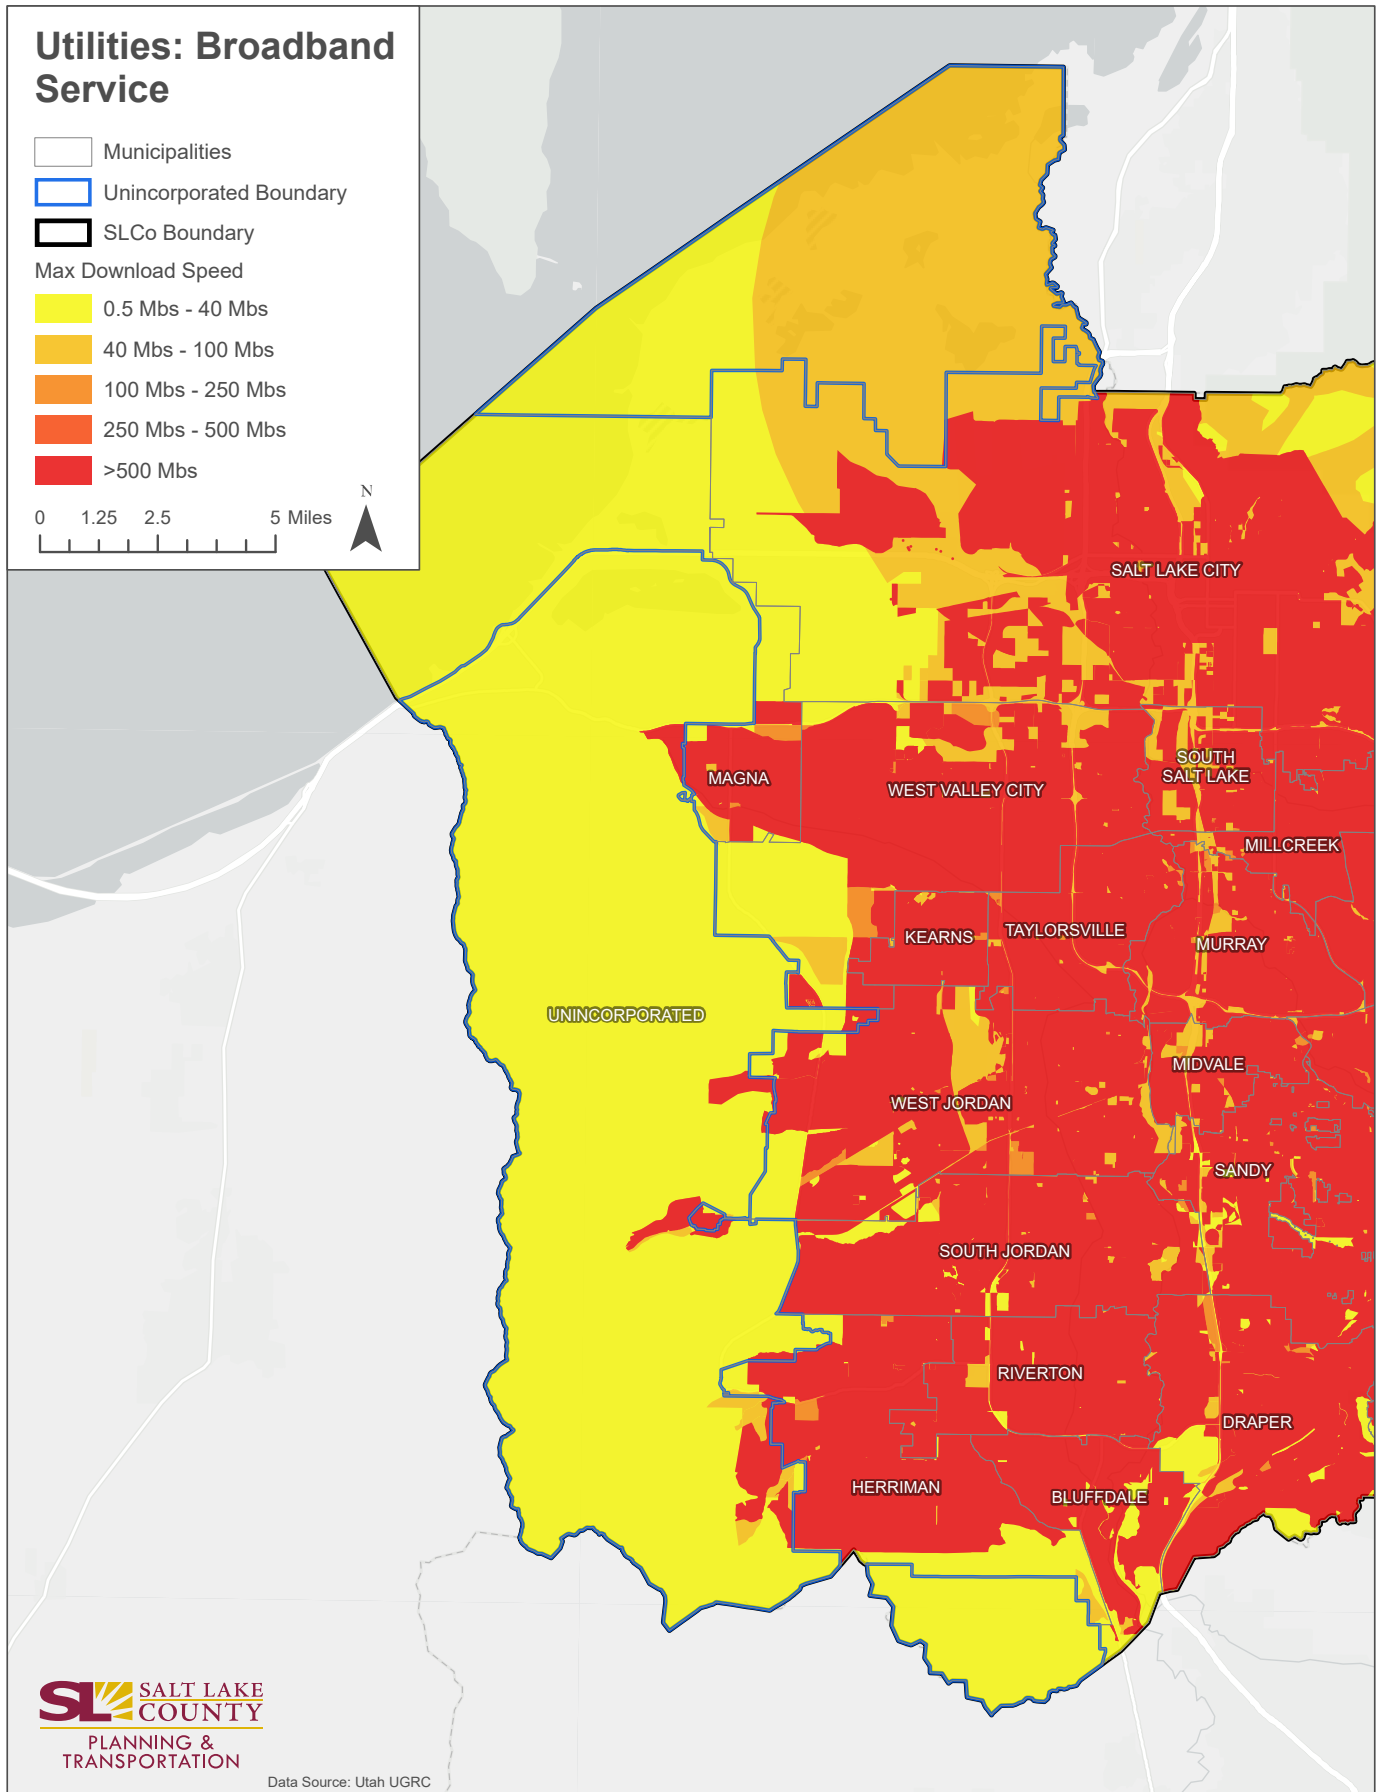 Utilities: Broadband
Service
Municipalities
Unincorporated Boundary
SLCo Boundary
Max Download Speed
0.5 Mbs - 40 Mbs
40 Mbs - 100 Mbs
100 Mbs - 250 Mbs
250 Mbs - 500 Mbs
>500 Mbs
N
0 1.25 2.5 5 Miles
SALT LAKE CITY
SOUTH
SALT LAKE
MAGNA
WEST VALLEY CITY
MILLCREEK
KEARNS
TAYLORSVILLE
MURRAY
UNINCORPORATED
MIDVALE
WEST JORDAN
SANDY
SOUTH JORDAN
RIVERTON
DRAPER
HERRIMAN
BLUFFDALE
SL SALT LAKE
COUNTY
PLANNING &
TRANSPORTATION
Data Source: Utah UGRC